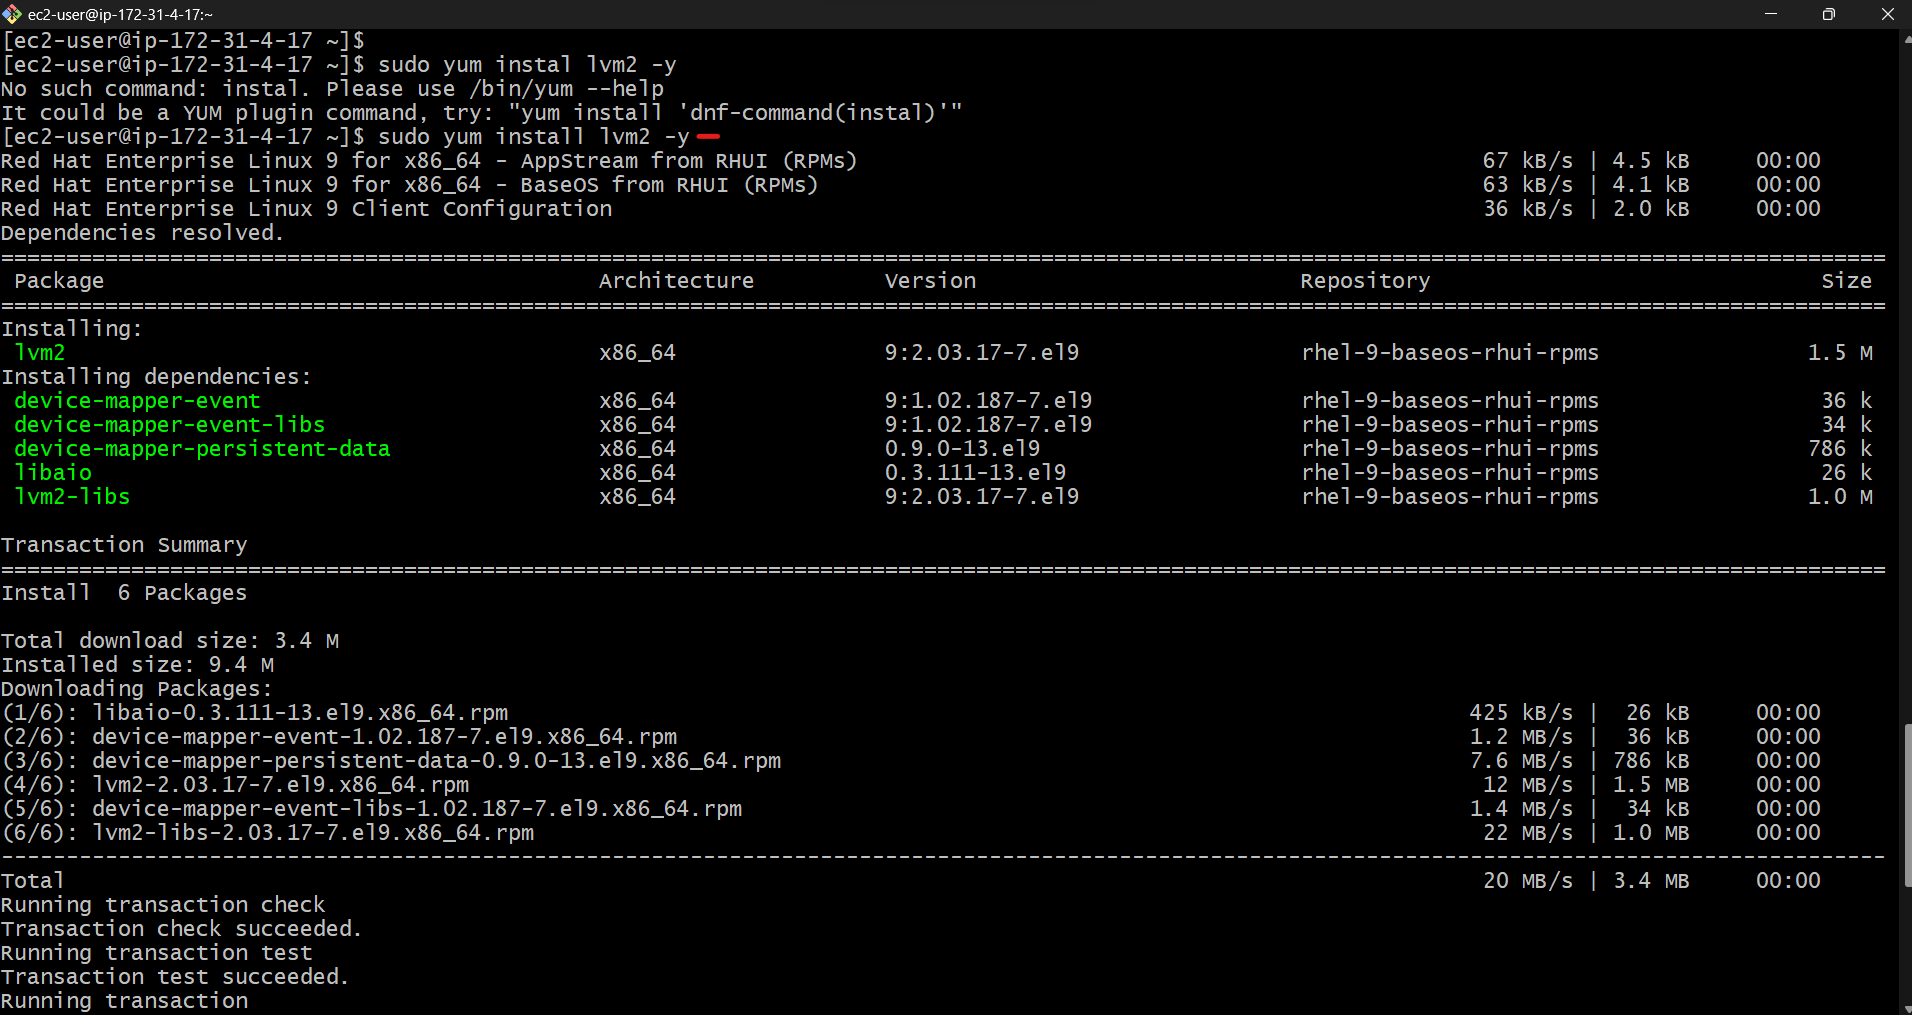 ec2-user@ip-172-31-4-17:~
[ec2-user@ip-172-31-4-17 ~]$
[ec2-user@ip-172-31-4-17 ~]$ sudo yum instal lvm2 -y
No such command: instal. Please use /bin/yum --help
It could be a YUM plugin command, try: "yum install 'dnf-command(instal)'"
[ec2-user@ip-172-31-4-17 ~]$ sudo yum install lvm2 -y
Red Hat Enterprise Linux 9 for x86_64 - AppStream from RHUI (RPMs) 67 kB/s | 4.5 kB 00:00
Red Hat Enterprise Linux 9 for x86_64 - BaseOS from RHUI (RPMs) 63 kB/s | 4.1 kB 00:00
Red Hat Enterprise Linux 9 Client Configuration 36 kB/s | 2.0 kB 00:00
Dependencies resolved.
================================================================================
Package Architecture Version Repository Size
================================================================================
Installing:
lvm2 x86_64 9:2.03.17-7.el9 rhel-9-baseos-rhui-rpms 1.5 M
Installing dependencies:
device-mapper-event x86_64 9:1.02.187-7.el9 rhel-9-baseos-rhui-rpms 36 k
device-mapper-event-libs x86_64 9:1.02.187-7.el9 rhel-9-baseos-rhui-rpms 34 k
device-mapper-persistent-data x86_64 0.9.0-13.el9 rhel-9-baseos-rhui-rpms 786 k
libaio x86_64 0.3.111-13.el9 rhel-9-baseos-rhui-rpms 26 k
lvm2-libs x86_64 9:2.03.17-7.el9 rhel-9-baseos-rhui-rpms 1.0 M
Transaction Summary
================================================================================
Install 6 Packages
Total download size: 3.4 M
Installed size: 9.4 M
Downloading Packages:
(1/6): libaio-0.3.111-13.el9.x86_64.rpm 425 kB/s | 26 kB 00:00
(2/6): device-mapper-event-1.02.187-7.el9.x86_64.rpm 1.2 MB/s | 36 kB 00:00
(3/6): device-mapper-persistent-data-0.9.0-13.el9.x86_64.rpm 7.6 MB/s | 786 kB 00:00
(4/6): lvm2-2.03.17-7.el9.x86_64.rpm 12 MB/s | 1.5 MB 00:00
(5/6): device-mapper-event-libs-1.02.187-7.el9.x86_64.rpm 1.4 MB/s | 34 kB 00:00
(6/6): lvm2-libs-2.03.17-7.el9.x86_64.rpm 22 MB/s | 1.0 MB 00:00
--------------------------------------------------------------------------------
Total 20 MB/s | 3.4 MB 00:00
Running transaction check
Transaction check succeeded.
Running transaction test
Transaction test succeeded.
Running transaction